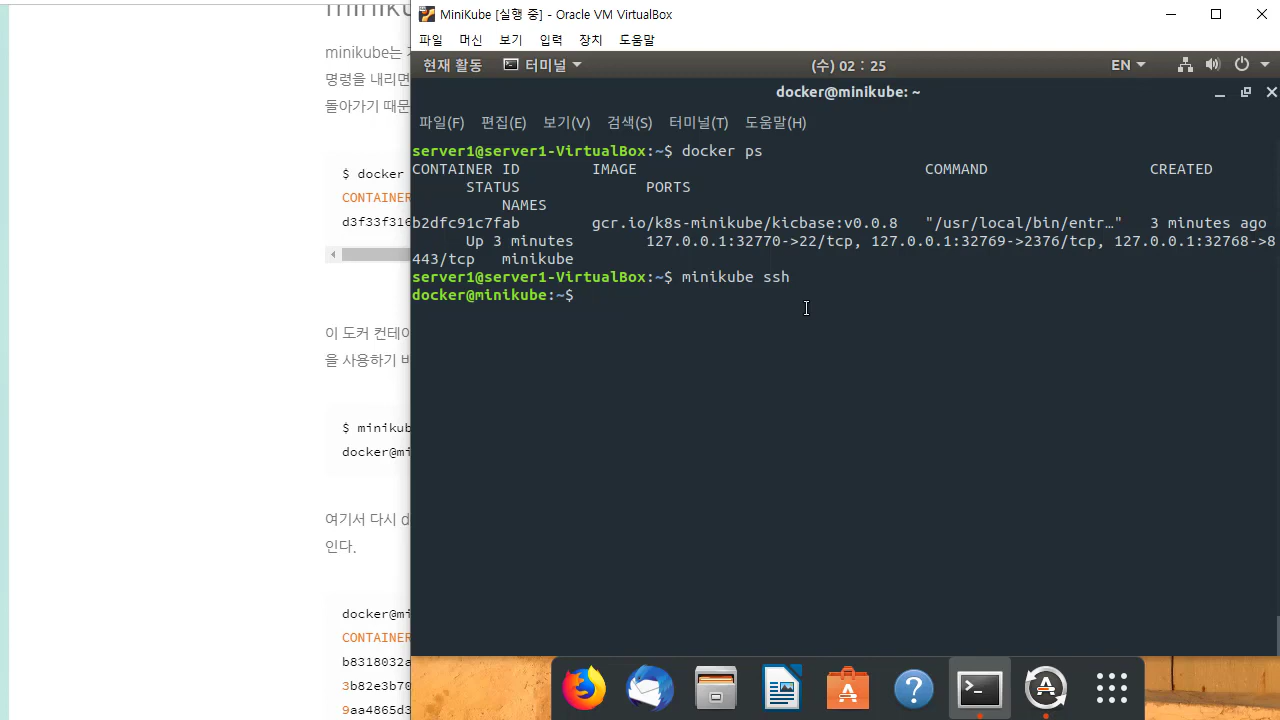 minikube는
명령을 내리면
돌아가기 때문
$ docker
CONTAINER
d3f33f316
이 도커 컨테이
을 사용하기
$ minikub
docker@mi
여기서 다시 d
인다.
docker@mi
CONTAINER
b8318032a
3b82e3b70
9aa4865d3
MiniKube [실행 중] - Oracle VM VirtualBox
파일 머신 보기 입력 장치 도움말
현재 활동 터미널 (수) 02 : 25 EN
docker@minikube: ~
파일(F) 편집(E) 보기(V) 검색(S) 터미널(T) 도움말(H)
server1@server1-VirtualBox:~$ docker ps
CONTAINER ID IMAGE COMMAND CREATED
STATUS PORTS
NAMES
b2dfc91c7fab gcr.io/k8s-minikube/kicbase:v0.0.8 "/usr/local/bin/entr…" 3 minutes ago
Up 3 minutes 127.0.0.1:32770->22/tcp, 127.0.0.1:32769->2376/tcp, 127.0.0.1:32768->8
443/tcp minikube
server1@server1-VirtualBox:~$ minikube ssh
docker@minikube:~$